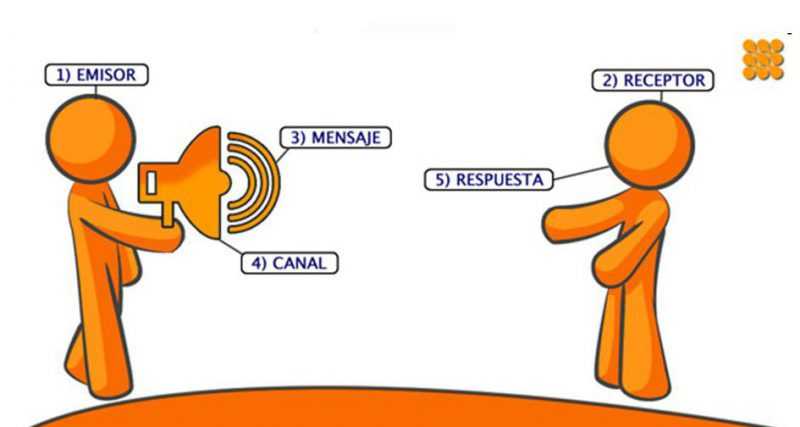 1) EMISOR
2) RECEPTOR
3) MENSAJE
5) RESPUESTA
4) CANAL